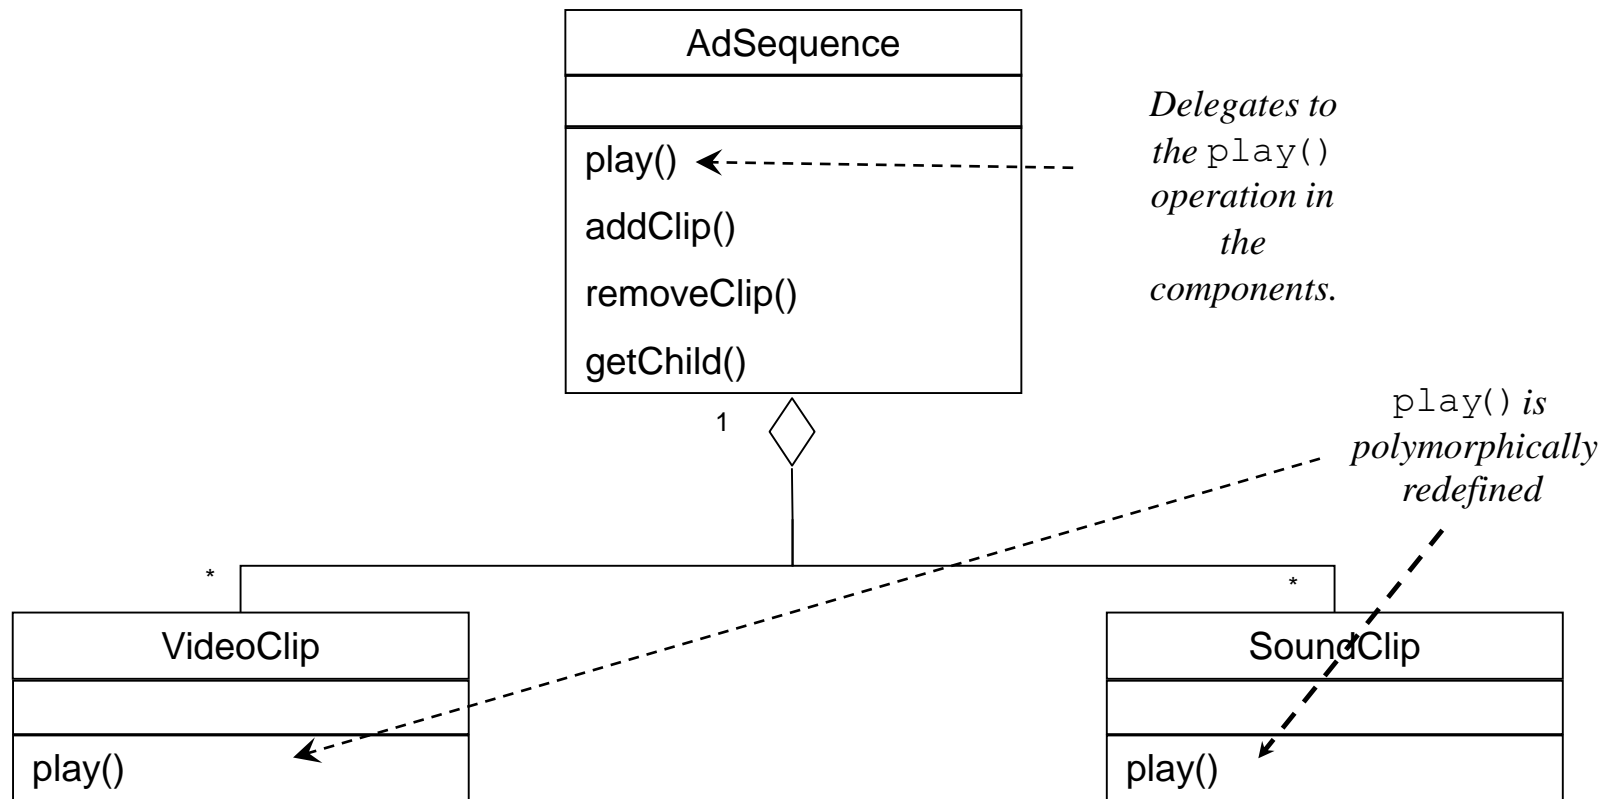 AdSequence
play()
addClip()
removeClip()
getChild()
Delegates to
the play()
operation in
the
components.
1
play() is
polymorphically
redefined
*
*
VideoClip
play()
SoundClip
play()